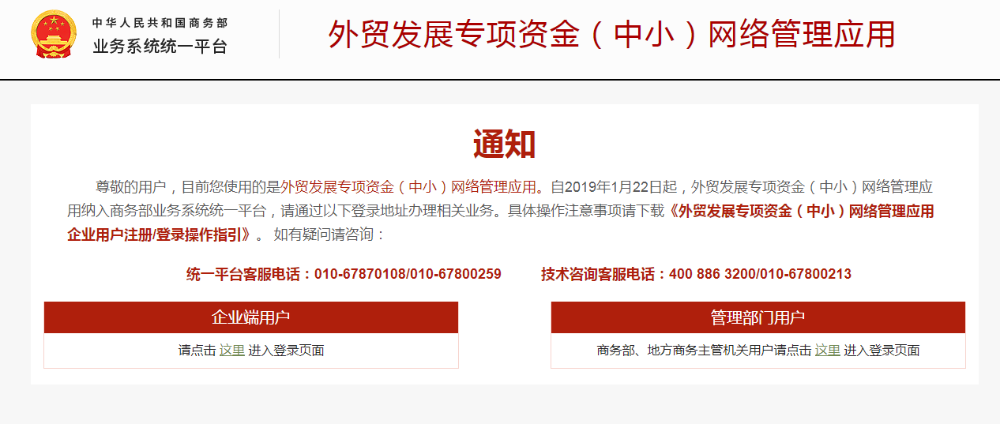 中华人民共和国商务部
业务系统统一平台
外贸发展专项资金（中小）网络管理应用
通知
尊敬的用户，目前您使用的是外贸发展专项资金（中小）网络管理应用。自2019年1月22日起，外贸发展专项资金（中小）网络管理应
用纳入商务部业务系统统一平台，请通过以下登录地址办理相关业务。具体操作注意事项请下载《外贸发展专项资金（中小）网络管理应用
企业用户注册/登录操作指引》。 如有疑问请咨询：
统一平台客服电话：010-67870108/010-67800259
技术咨询客服电话：400 886 3200/010-67800213
企业端用户
请点击 这里 进入登录页面
管理部门用户
商务部、地方商务主管机关用户请点击 这里 进入登录页面